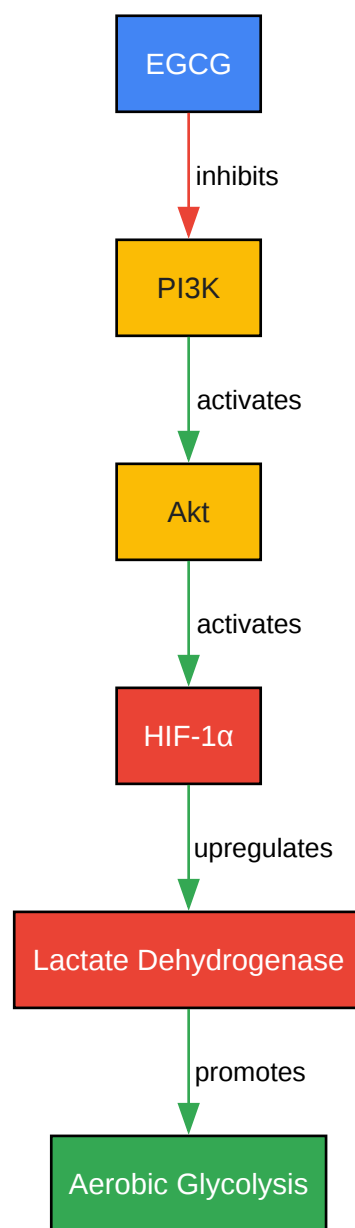 EGCG
inhibits
PI3K
activates
Akt
activates
HIF-1α
upregulates
Lactate Dehydrogenase
promotes
Aerobic Glycolysis